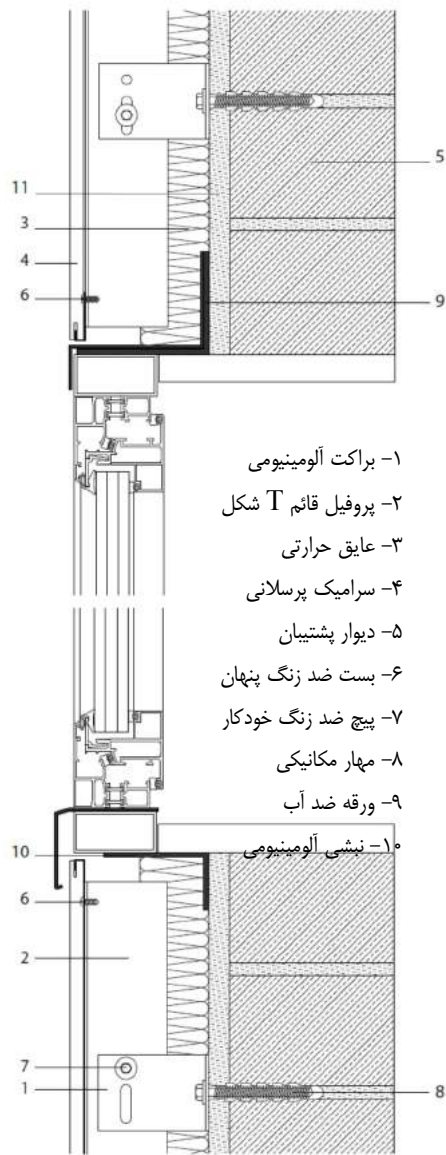 5
11
3
4
6
9
۱- براکت آلومینیومی
۲- پروفیل قائم T شکل
۳- عایق حرارتی
۴- سرامیک پرسلانی
۵- دیوار پشتیبان
۶- بست ضد زنگ پنهان
۷- پیچ ضد زنگ خودکار
۸- مهار مکانیکی
۹- ورقه ضد آب
۱۰- نبشی آلومینیومی
10
6
2
7
1
8